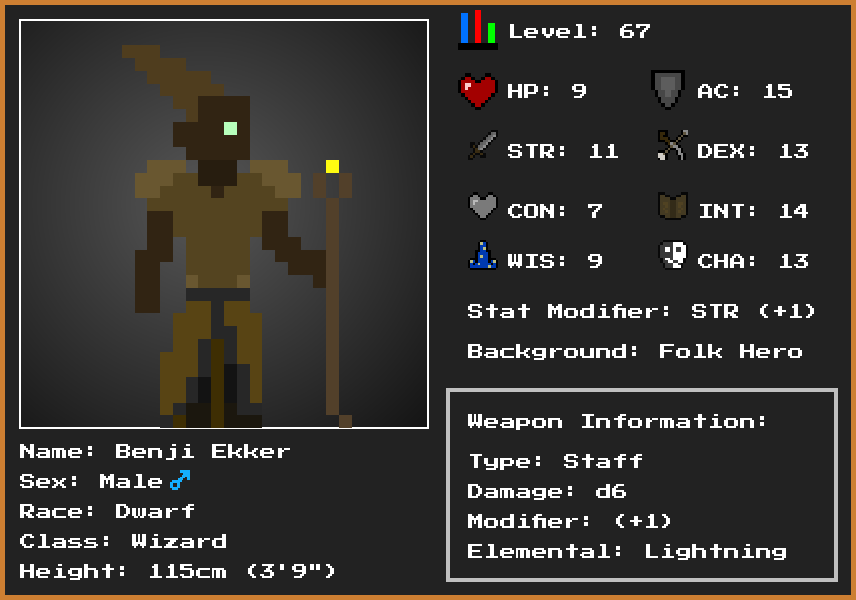 Level: 67
HP: 9
AC: 15
STR: 11
DEX: 13
CON: 7
INT: 14
WIS: 9
CHA: 13
Stat Modifier: STR (+1)
Background: Folk Hero
Weapon Information:
Type: Staff
Damage: d6
Modifier: (+1)
Elemental: Lightning
Name: Benji Ekker
Sex: Male♂
Race: Dwarf
Class: Wizard
Height: 115cm (3'9")